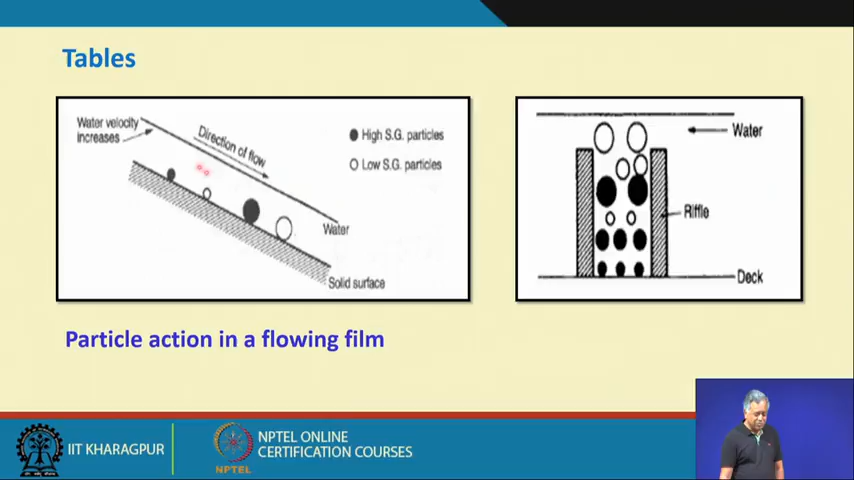 Tables
Water velocity
increases
Direction of flow
High S.G. particles
Low S.G. particles
Water
Solid surface
Water
Riffle
Deck
Particle action in a flowing film
IIT KHARAGPUR
NPTEL
NPTEL ONLINE
CERTIFICATION COURSES